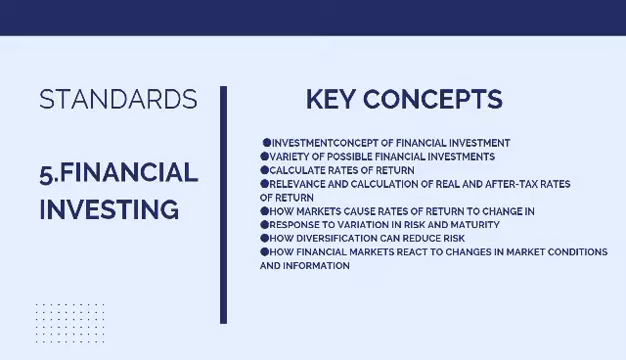 STANDARDS
5.FINANCIAL
INVESTING
KEY CONCEPTS
●INVESTMENTCONCEPT OF FINANCIAL INVESTMENT
●VARIETY OF POSSIBLE FINANCIAL INVESTMENTS
●CALCULATE RATES OF RETURN
●RELEVANCE AND CALCULATION OF REAL AND AFTER-TAX RATES
OF RETURN
●HOW MARKETS CAUSE RATES OF RETURN TO CHANGE IN
●RESPONSE TO VARIATION IN RISK AND MATURITY
●HOW DIVERSIFICATION CAN REDUCE RISK
●HOW FINANCIAL MARKETS REACT TO CHANGES IN MARKET CONDITIONS
AND INFORMATION